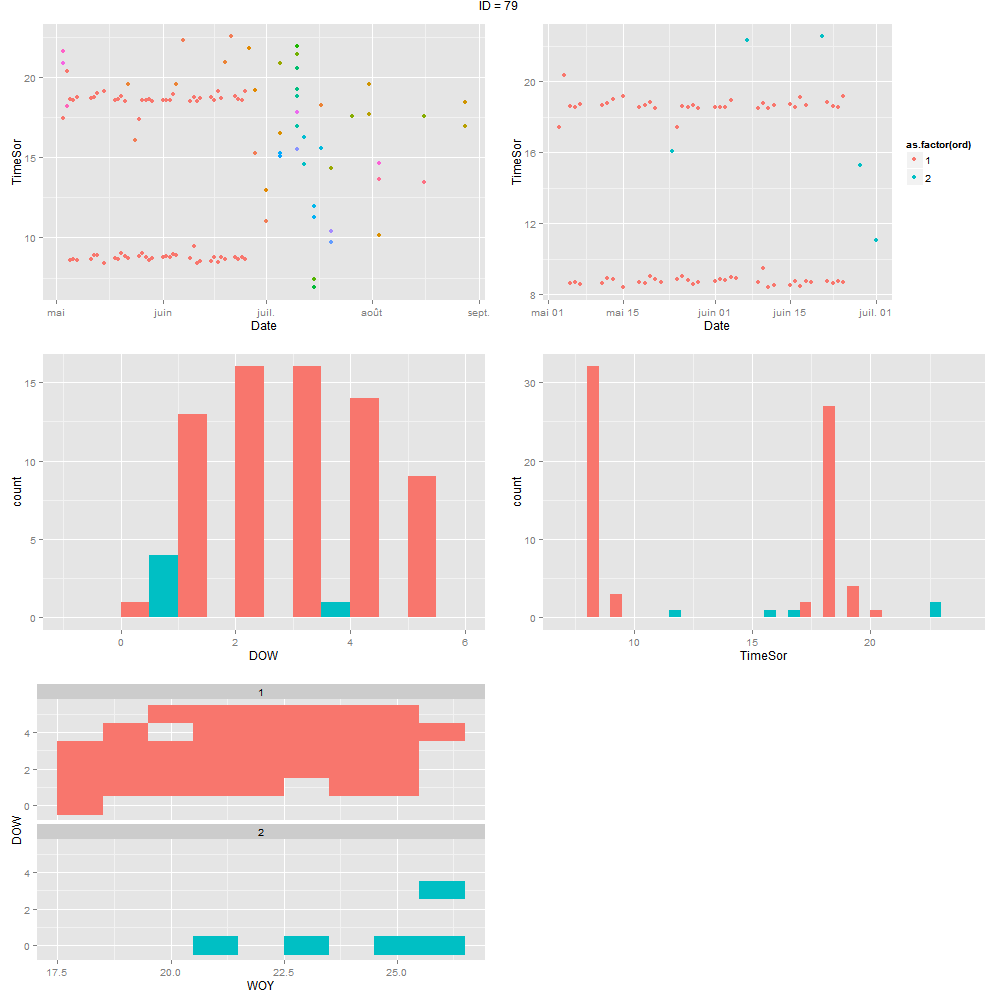 ID = 79
TimeSor
20
15
10
mai
juin
juil.
août
sept.
Date
TimeSor
20
16
12
8
mai 01
mai 15
juin 01
juin 15
juil. 01
Date
as.factor(ord)
1
2
count
15
10
5
0
0
2
4
6
DOW
count
30
20
10
0
10
15
20
TimeSor
DOW
1
4
2
0
2
4
2
0
17.5
20.0
22.5
25.0
WOY